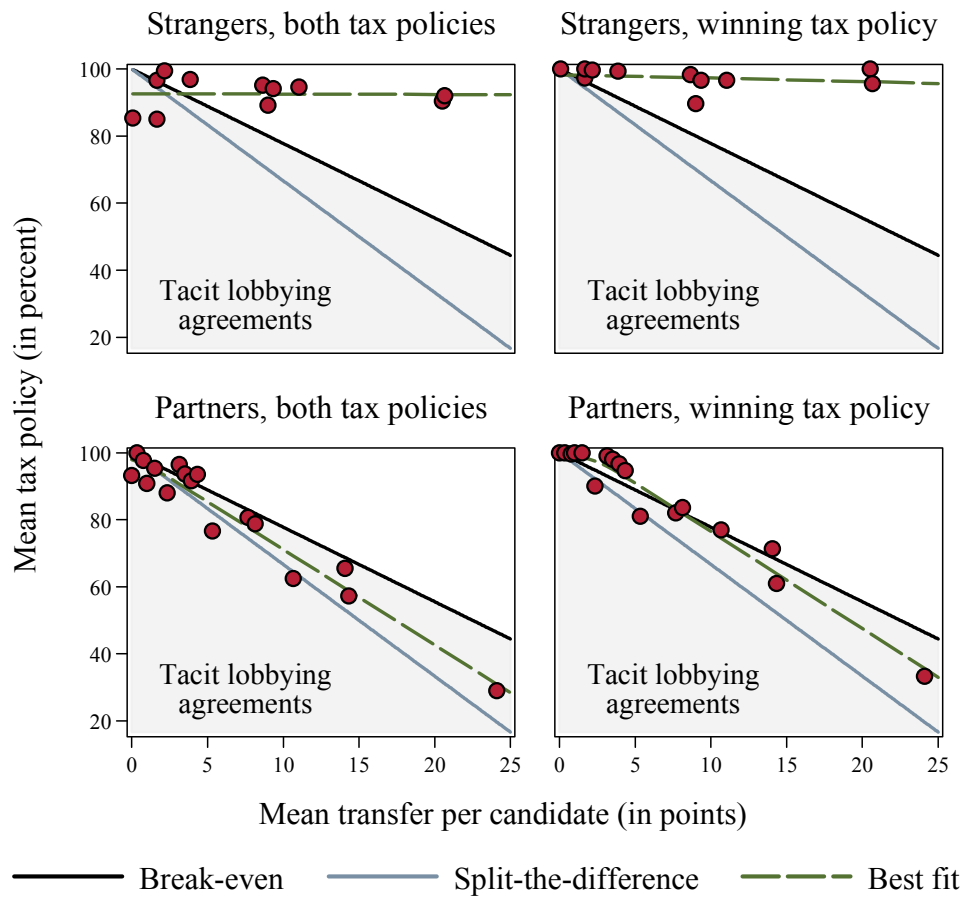 Strangers, both tax policies
Strangers, winning tax policy
Mean tax policy (in percent)
100
80
60
40
20
Tacit lobbying
agreements
Tacit lobbying
agreements
Partners, both tax policies
Partners, winning tax policy
100
80
60
40
20
Tacit lobbying
agreements
Tacit lobbying
agreements
0 5 10 15 20 25
0 5 10 15 20 25
Mean transfer per candidate (in points)
Break-even Split-the-difference Best fit